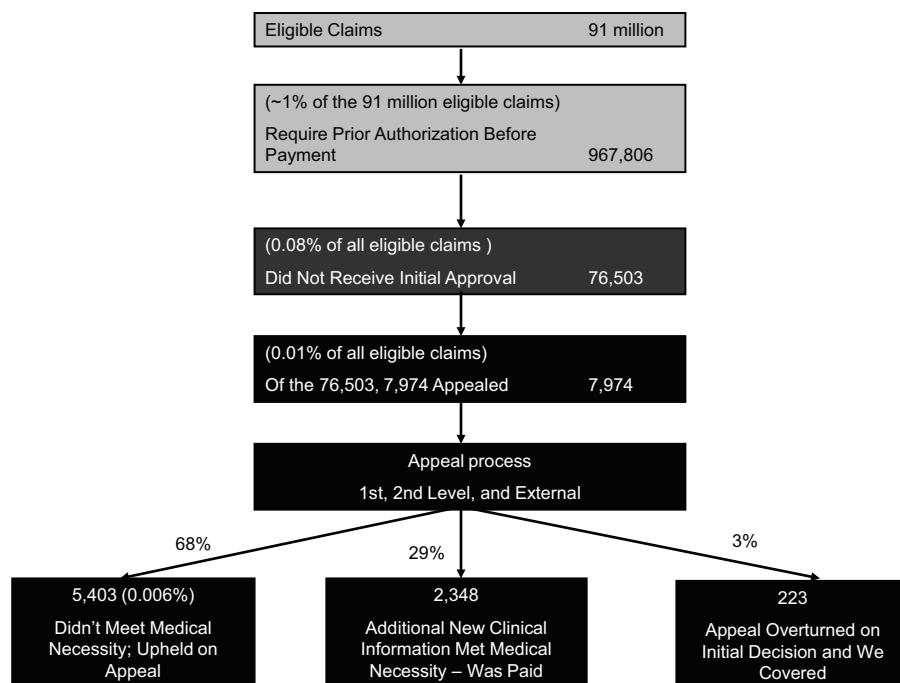 Eligible Claims 91 million
(~1% of the 91 million eligible claims)
Require Prior Authorization Before
Payment 967,806
(0.08% of all eligible claims )
Did Not Receive Initial Approval 76,503
(0.01% of all eligible claims)
Of the 76,503, 7,974 Appealed 7,974
Appeal process
1st, 2nd Level, and External
68%
29%
3%
5,403 (0.006%)
Didn’t Meet Medical
Necessity; Upheld on
Appeal
2,348
Additional New Clinical
Information Met Medical
Necessity – Was Paid
223
Appeal Overturned on
Initial Decision and We
Covered